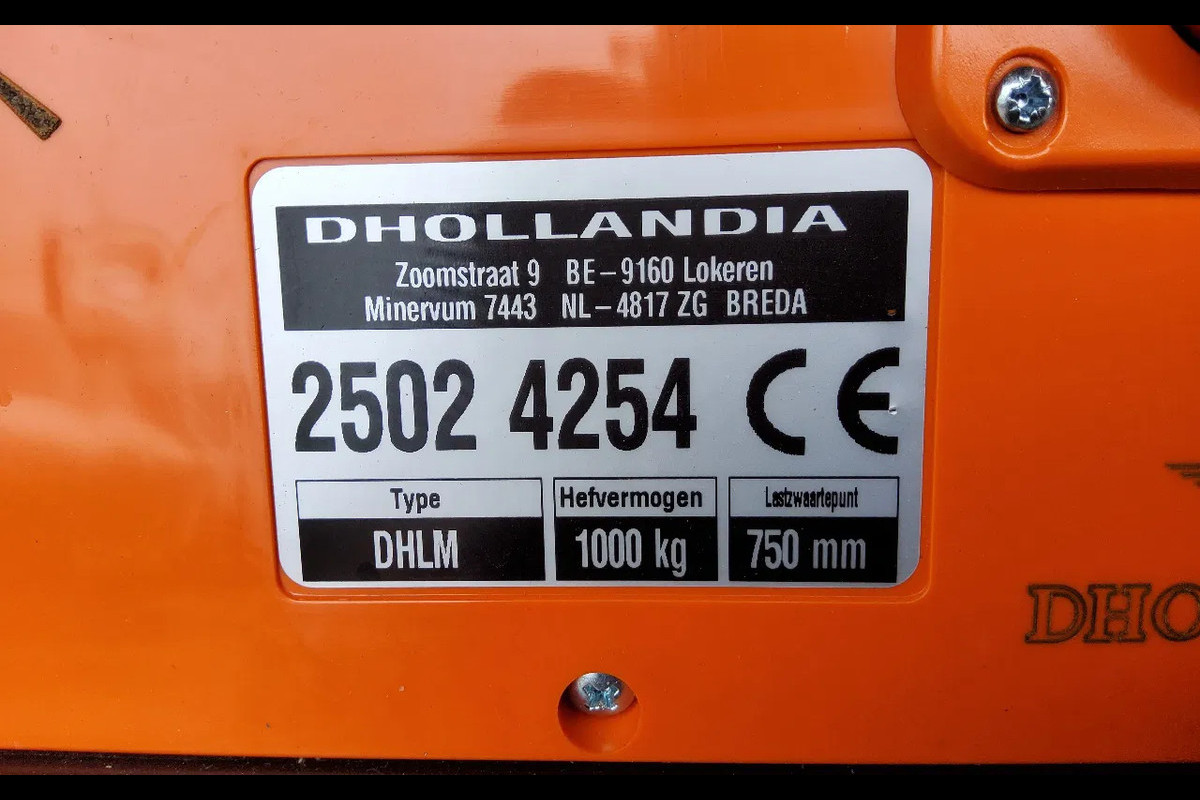 DHOLLANDIA
Zoomstraat 9 BE-9160 Lokeren
Minervum 7443 NL-4817 ZG BREDA
2502 4254 CE
Type Hefvermogen Lastzwaartepunt
DHLM 1000 kg 750 mm
DHO